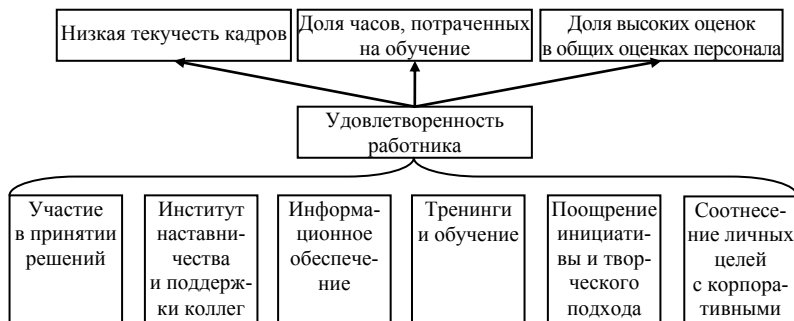 Низкая текучесть кадров
Доля часов, потраченных
на обучение
Доля высоких оценок
в общих оценках персонала
Удовлетворенность
работника
Участие
в принятии
решений
Институт
наставни-
чества
и поддерж-
ки коллег
Информа-
ционное
обеспече-
ние
Тренинги
и обучение
Поощрение
инициати-
вы и твор-
ческого
подхода
Соотнесе-
ние личных
целей
с корпора-
тивными